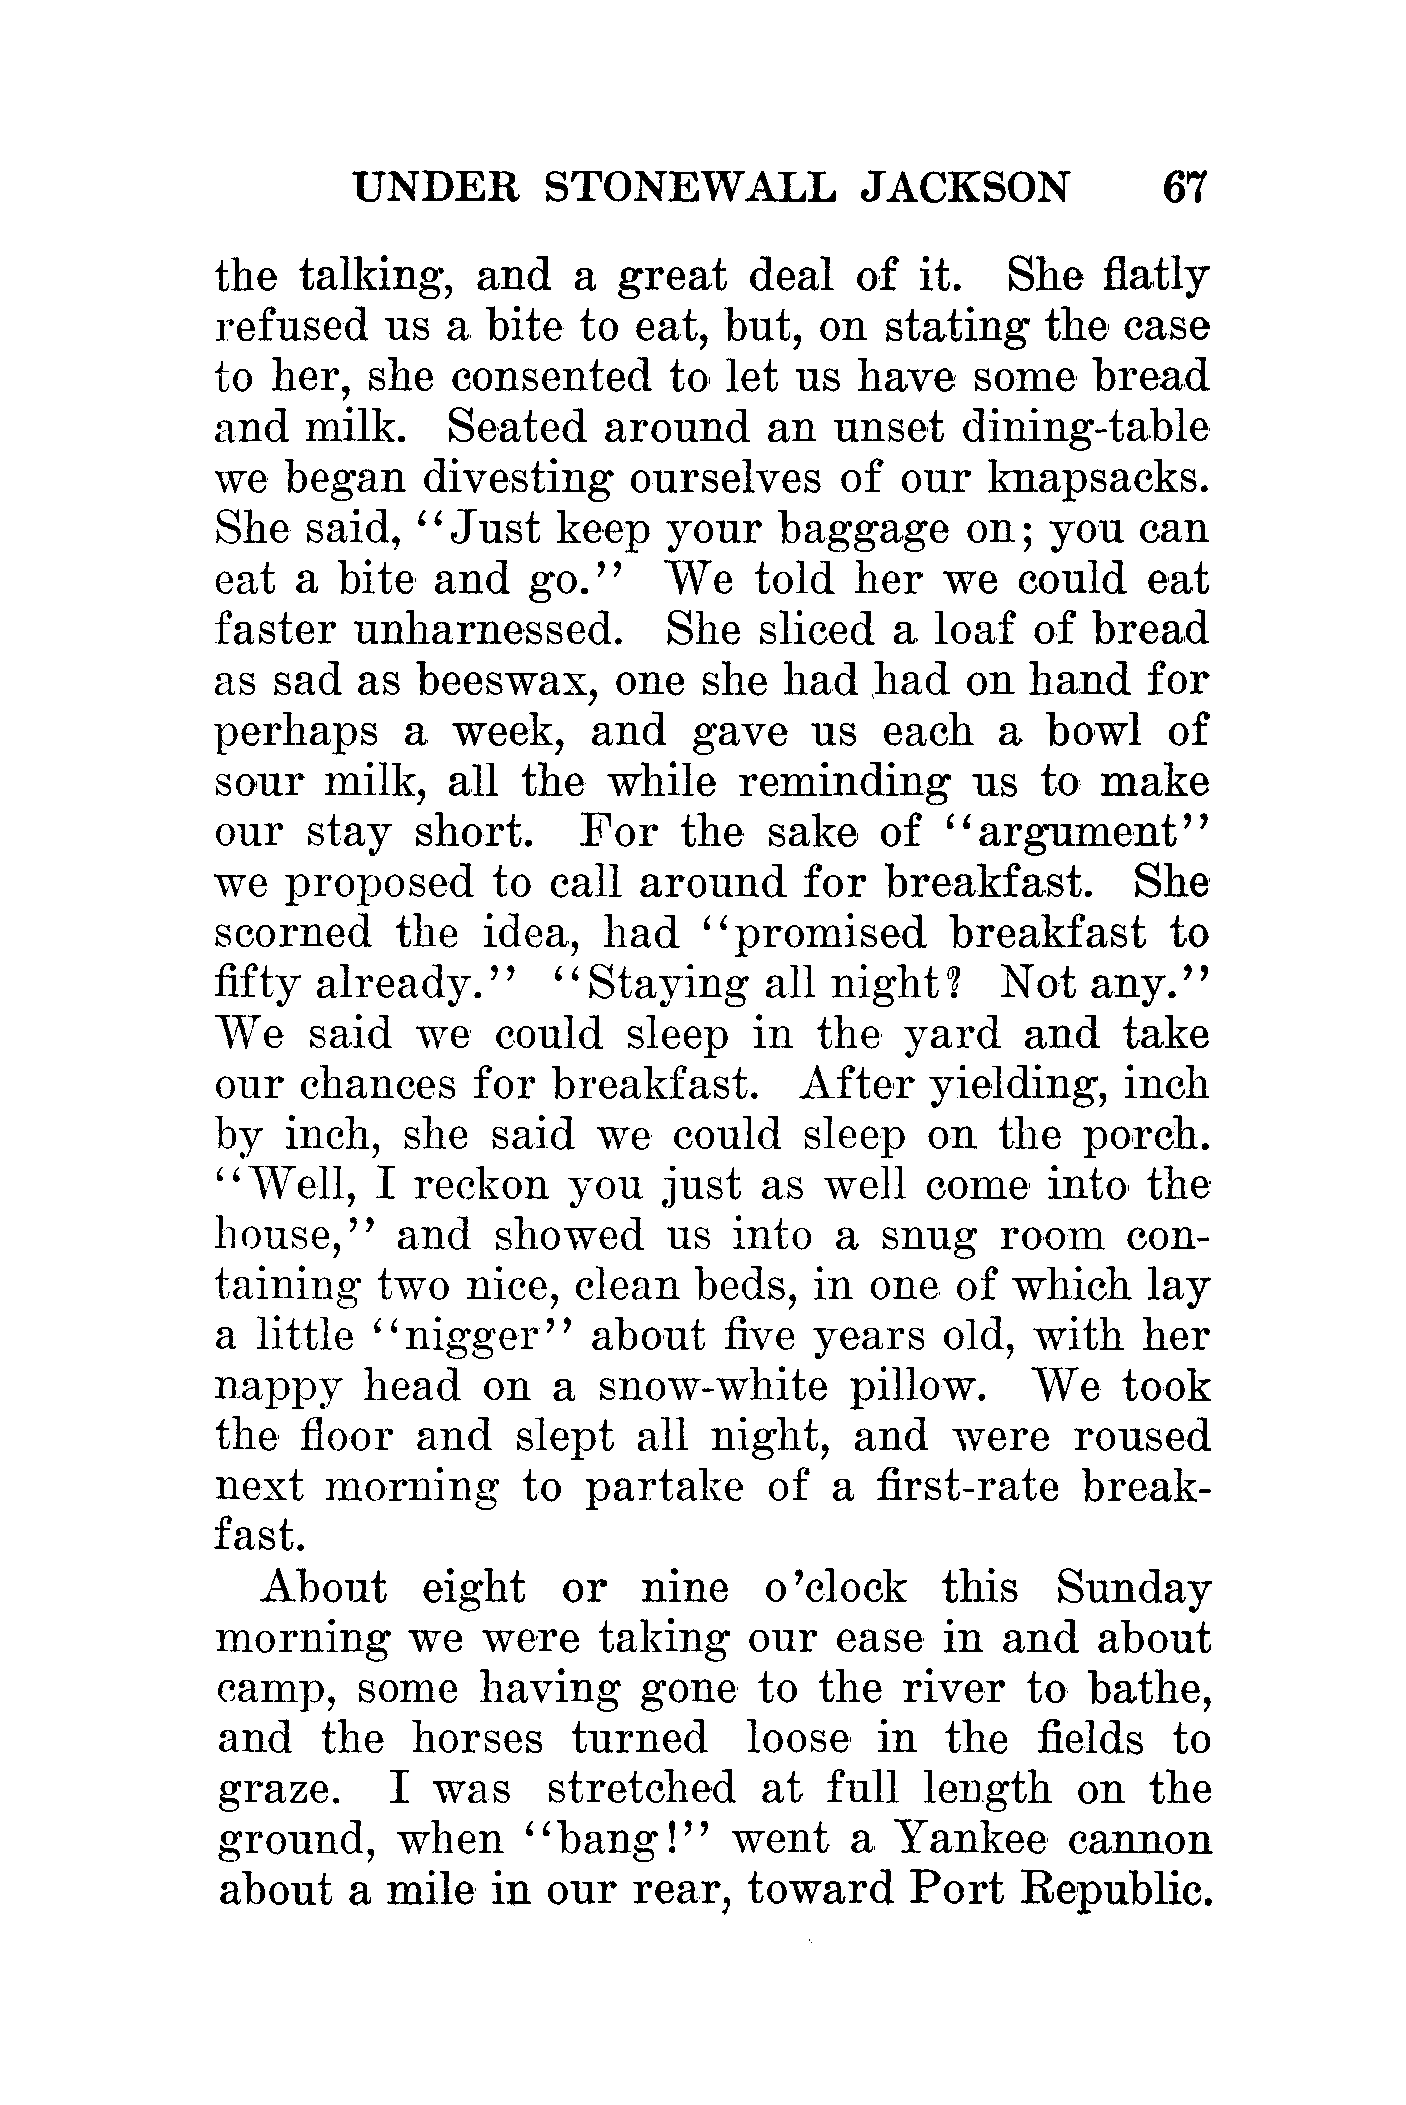 UNDER STONEWALL JACKSON 67
the talking, and a great deal of it. She flatly
refused us a bite to eat, but, on stating the case
to her, she consented to let us have some bread
and milk. Seated around an unset dining-table
we began divesting ourselves of our knapsacks.
She said, "Just keep your baggage on; you can
eat a bite and go." We told her we could eat
faster unharnessed. She sliced a loaf of bread
as sad as beeswax, one she had had on hand for
perhaps a week, and gave us each a bowl of
sour milk, all the while reminding us to make
our stay short. For the sake of "argument"
we proposed to call around for breakfast. She
scorned the idea, had "promised breakfast to
fifty already." "Staying all night? Not any."
We said we could sleep in the yard and take
our chances for breakfast. After yielding, inch
by inch, she said we could sleep on the porch.
"Well, I reckon you just as well come into the
house," and showed us into a snug room con-
taining two nice, clean beds, in one of which lay
a little "nigger" about five years old, with her
nappy head on a snow-white pillow. We took
the floor and slept all night, and were roused
next morning to partake of a first-rate break-
fast.
About eight or nine o'clock this Sunday
morning we were taking our ease in and about
camp, some having gone to the river to bathe,
and the horses turned loose in the fields to
graze. I was stretched at full length on the
ground, when "bang!" went a Yankee cannon
about a mile in our rear, toward Port Republic.